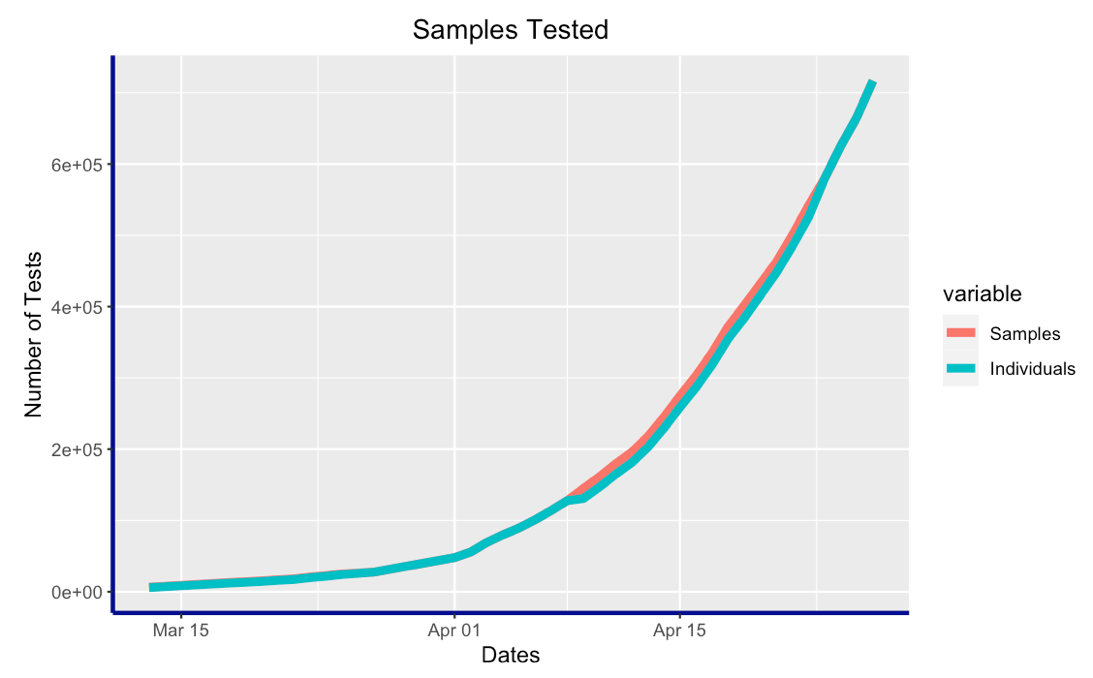 Samples Tested
Number of Tests
6e+05
4e+05
2e+05
0e+00
Mar 15
Apr 01
Apr 15
Dates
variable
Samples
Individuals